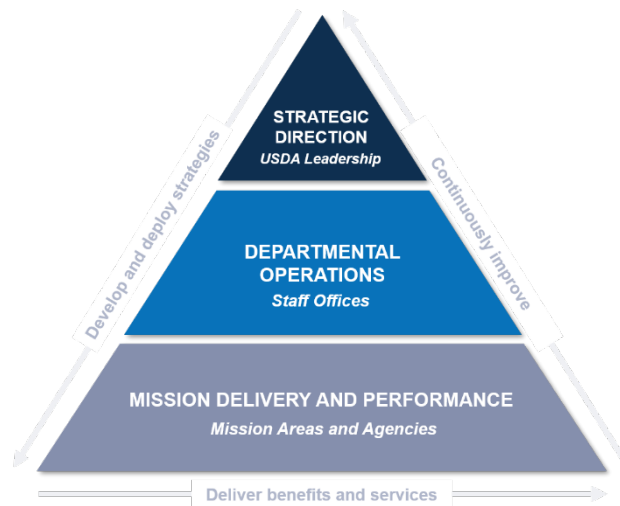 STRATEGIC
DIRECTION
USDA Leadership
Develop and deploy strategies
Continuously improve
DEPARTMENTAL
OPERATIONS
Staff Offices
MISSION DELIVERY AND PERFORMANCE
Mission Areas and Agencies
Deliver benefits and services